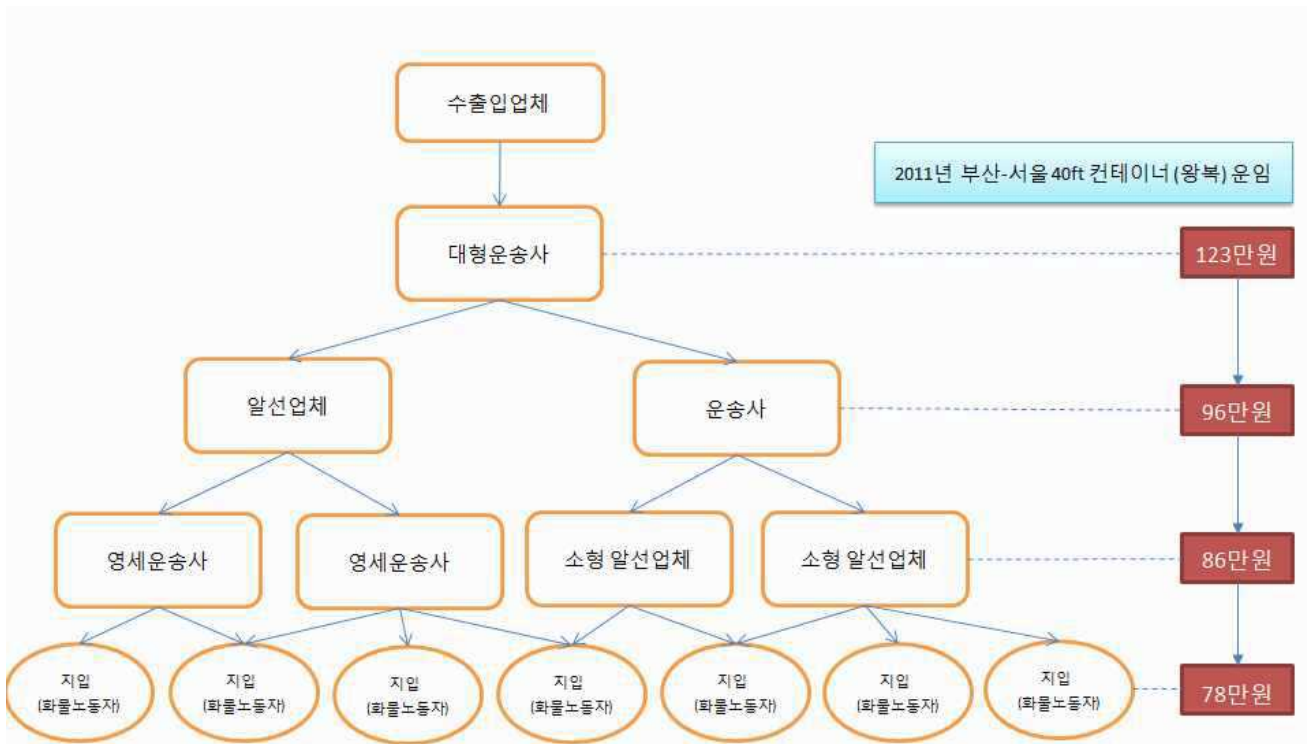 수출입업체
2011년 부산-서울 40ft 컨테이너 (왕복) 운임
대형운송사
123만원
알선업체
운송사
96만원
영세운송사
영세운송사
소형 알선업체
소형 알선업체
86만원
지입
(화물노동자)
지입
(화물노동자)
지입
(화물노동자)
지입
(화물노동자)
지입
(화물노동자)
지입
(화물노동자)
지입
(화물노동자)
78만원